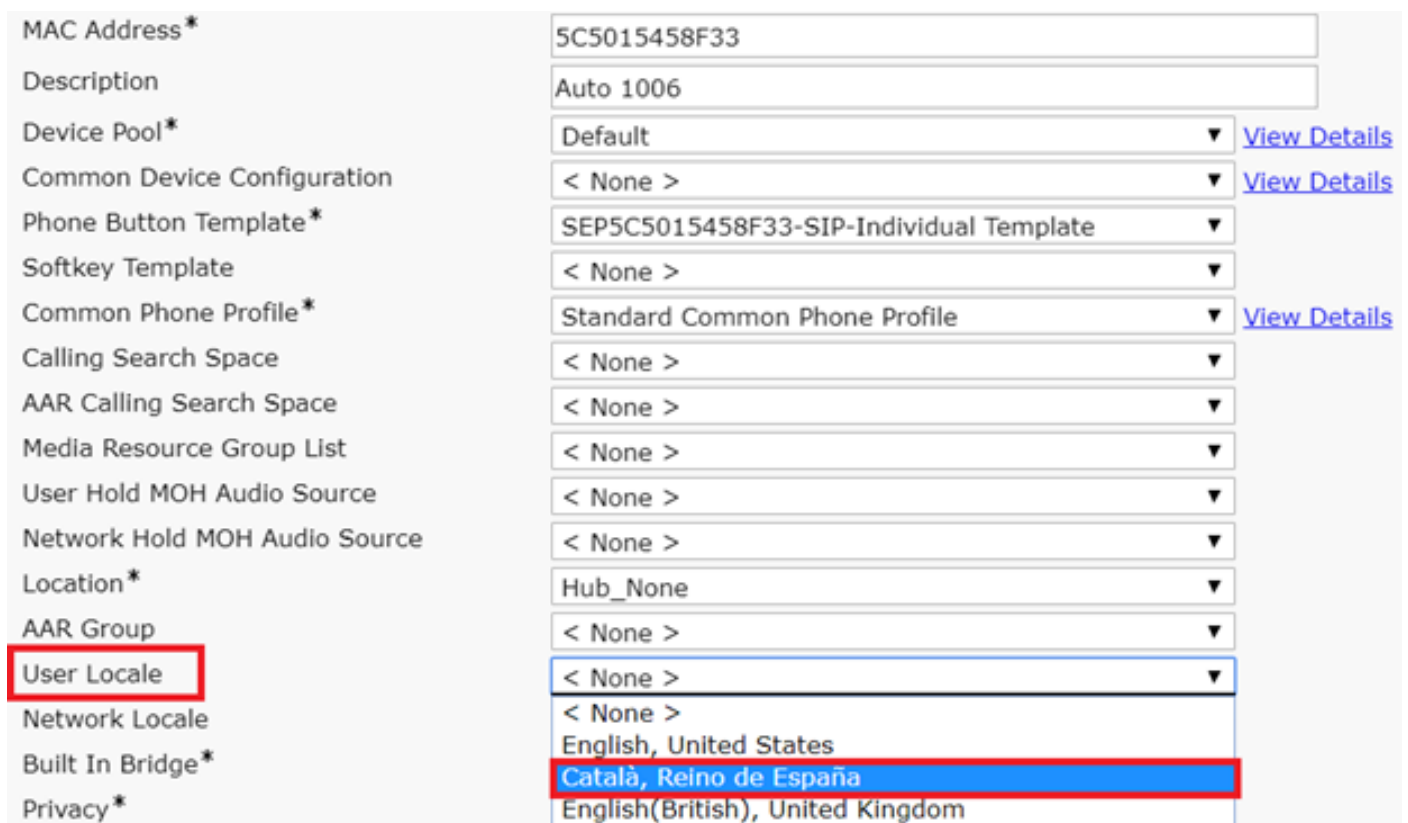 MAC Address* 5C5015458F33
Description Auto 1006
Device Pool* Default ▼ View Details
Common Device Configuration < None > ▼ View Details
Phone Button Template* SEP5C5015458F33-SIP-Individual Template ▼
Softkey Template < None > ▼
Common Phone Profile* Standard Common Phone Profile ▼ View Details
Calling Search Space < None > ▼
AAR Calling Search Space < None > ▼
Media Resource Group List < None > ▼
User Hold MOH Audio Source < None > ▼
Network Hold MOH Audio Source < None > ▼
Location* Hub_None ▼
AAR Group < None > ▼
User Locale < None > ▼
Network Locale < None >
English, United States
Built In Bridge* Català, Reino de España
Privacy* English(British), United Kingdom